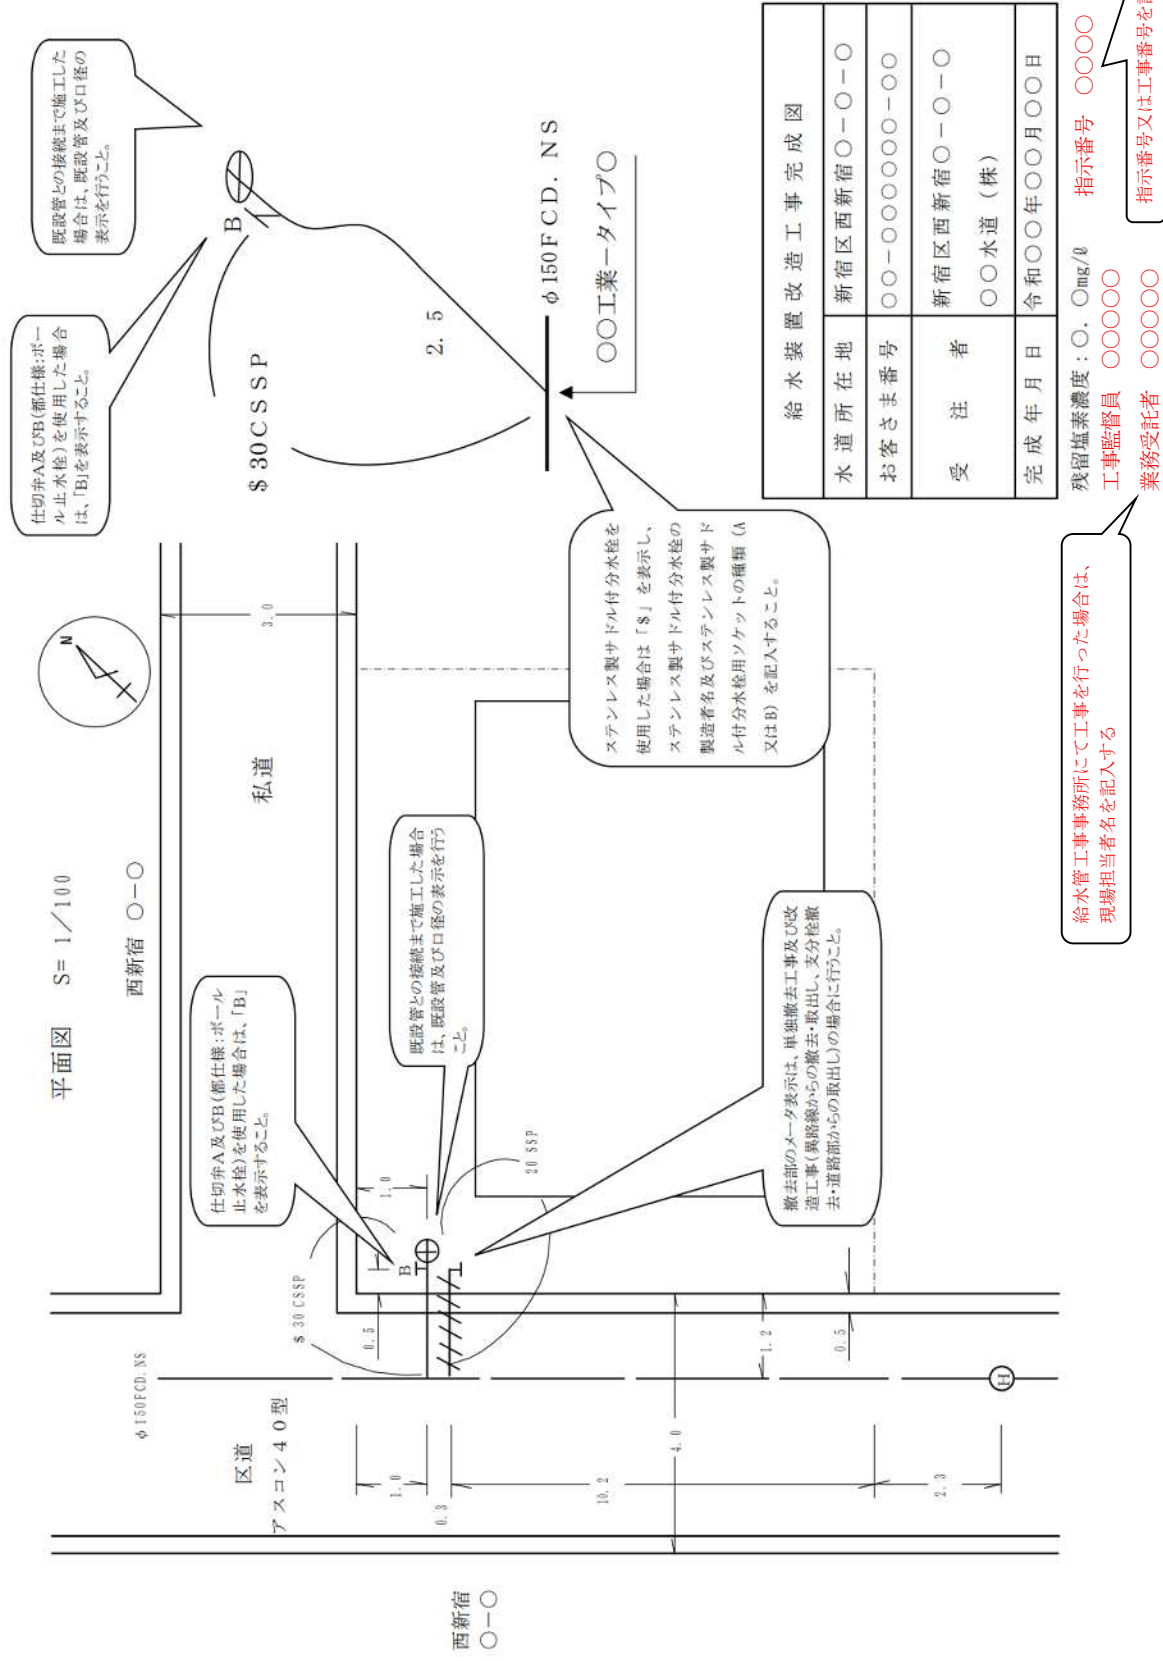 平面図　S= 1／100
西新宿 ○－○
N
私道
3.0
φ150FCD.NS
区道
アスコン４０型
西新宿
○－○
仕切弁A及びB(都仕様:ボール
止水栓)を使用した場合は、「B」
を表示すること。
既設管との接続まで施工した場合
は、既設管及び口径の表示を行う
こと。
撤去部のメータ表示は、単独撤去工事及び改
造工事(異路線からの撤去・取出し、支分栓撤
去・道路部からの取出し)の場合に行うこと。
＄30CSSP
B
20 SSP
1.0
0.5
1.0
0.3
10.2
4.0
1.2
0.5
2.3
H
仕切弁A及びB(都仕様:ボー
ル止水栓)を使用した場合
は、「B」を表示すること。
既設管との接続まで施工した
場合は、既設管及び口径の
表示を行うこと。
B
＄30CSSP
2.5
φ150FCD.NS
○○工業－タイプ○
ステンレス製サドル付分水栓を
使用した場合は「＄」を表示し、
ステンレス製サドル付分水栓の
製造者名及びステンレス製サド
ル付分水栓用ソケットの種類（A
又はB）を記入すること。
給水装置改造工事完成図
水道所在地　新宿区西新宿○－○－○
お客さま番号　○○－○○○○○○－○○
受注者　新宿区西新宿○－○－○
○○水道（株）
完成年月日　令和○○年○○月○○日
残留塩素濃度：○．○mg/ℓ　指示番号　○○○○
工事監督員　○○○○○
業務受託者　○○○○○
指示番号又は工事番号を
給水管工事事務所にて工事を行った場合は、
現場担当者名を記入する